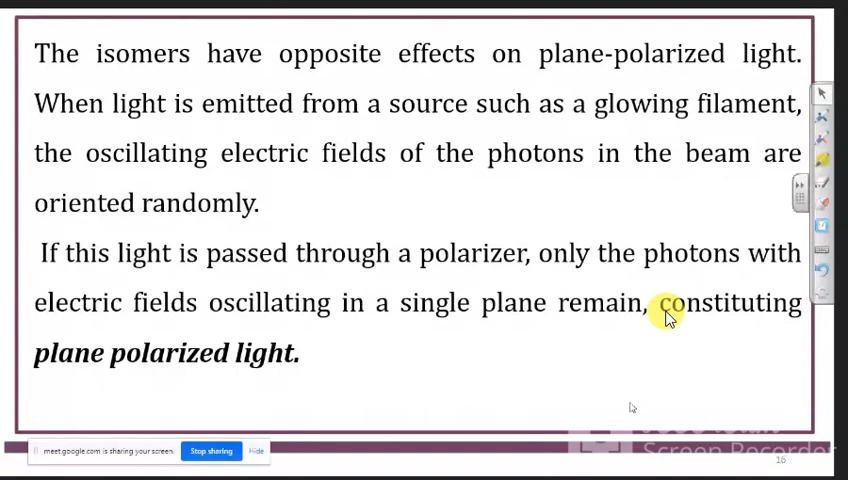 The isomers have opposite effects on plane-polarized light.
When light is emitted from a source such as a glowing filament,
the oscillating electric fields of the photons in the beam are
oriented randomly.
If this light is passed through a polarizer, only the photons with
electric fields oscillating in a single plane remain, constituting
plane polarized light.
meet.google.com is sharing your screen.
Stop sharing
Hide
Screen Recorder
16